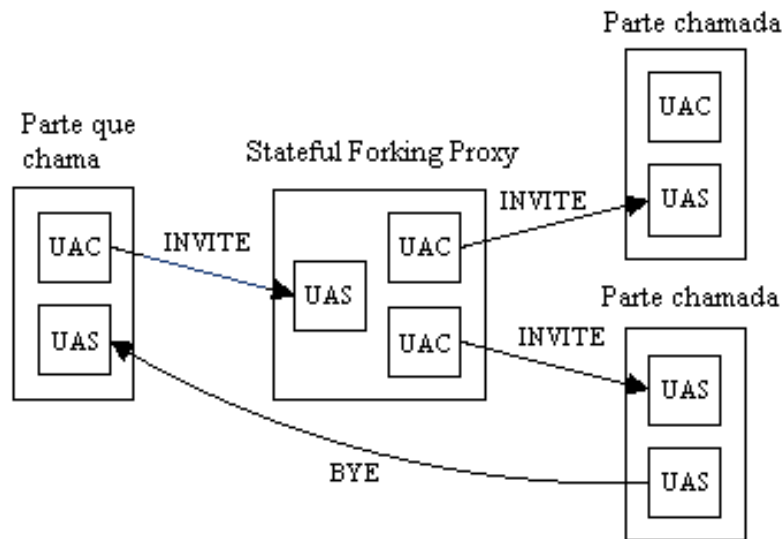 Parte chamada
UAC
UAS
Parte que
chama
UAC
UAS
INVITE
Stateful Forking Proxy
UAS
UAC
UAC
INVITE
INVITE
Parte chamada
UAS
UAS
BYE